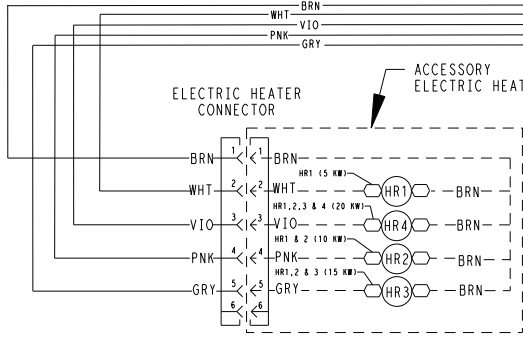 BRN
WHT
VIO
PNK
GRY
ACCESSORY
ELECTRIC HEAT
ELECTRIC HEATER
CONNECTOR
BRN 1 1 BRN
HR1 (5 KW)
WHT 2 2 WHT HR1 BRN
HR1,2,3 & 4 (20 KW)
VIO 3 3 VIO HR4 BRN
HR1 & 2 (10 KW)
PNK 4 4 PNK HR2 BRN
HR1,2 & 3 (15 KW)
GRY 5 5 GRY HR3 BRN
6 6